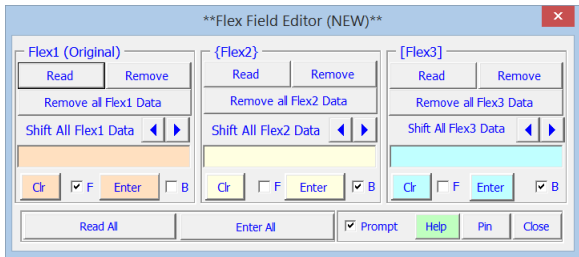 **Flex Field Editor (NEW)**
Flex1 (Original)
Read Remove
Remove all Flex1 Data
Shift All Flex1 Data
Clr F Enter B
{Flex2}
Read Remove
Remove all Flex2 Data
Shift All Flex2 Data
Clr F Enter B
[Flex3]
Read Remove
Remove all Flex3 Data
Shift All Flex3 Data
Clr F Enter B
Read All Enter All Prompt Help Pin Close